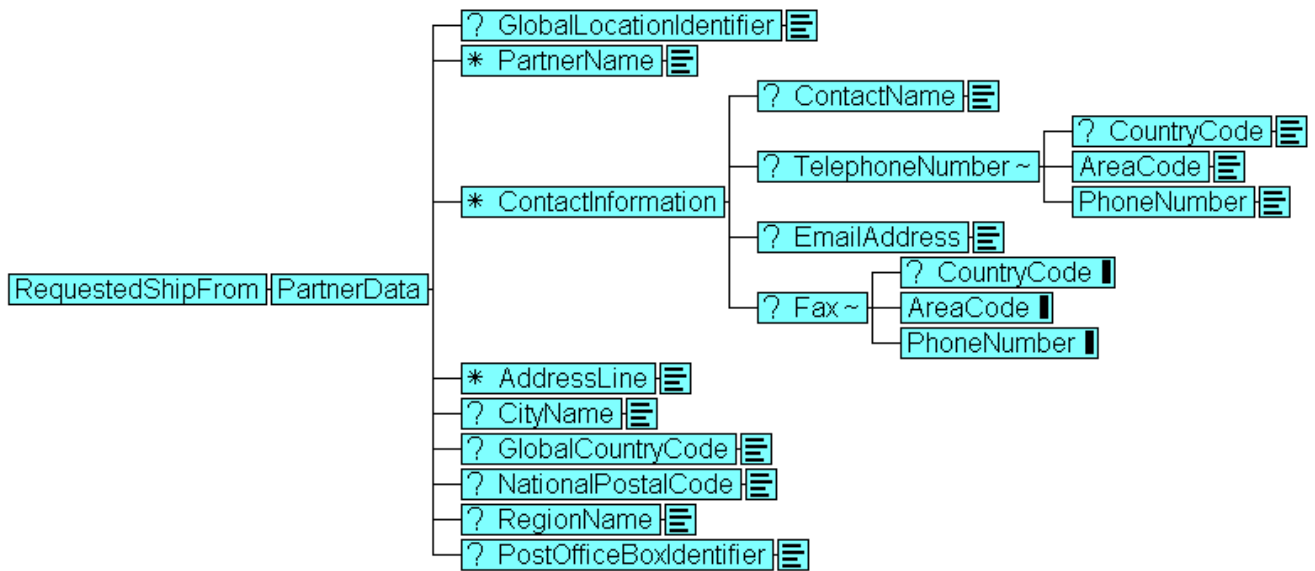 ? GlobalLocationIdentifier
* PartnerName
? ContactName
? CountryCode
? TelephoneNumber ~
AreaCode
PhoneNumber
* ContactInformation
? EmailAddress
? CountryCode
RequestedShipFrom
PartnerData
? Fax ~
AreaCode
PhoneNumber
* AddressLine
? CityName
? GlobalCountryCode
? NationalPostalCode
? RegionName
? PostOfficeBoxIdentifier